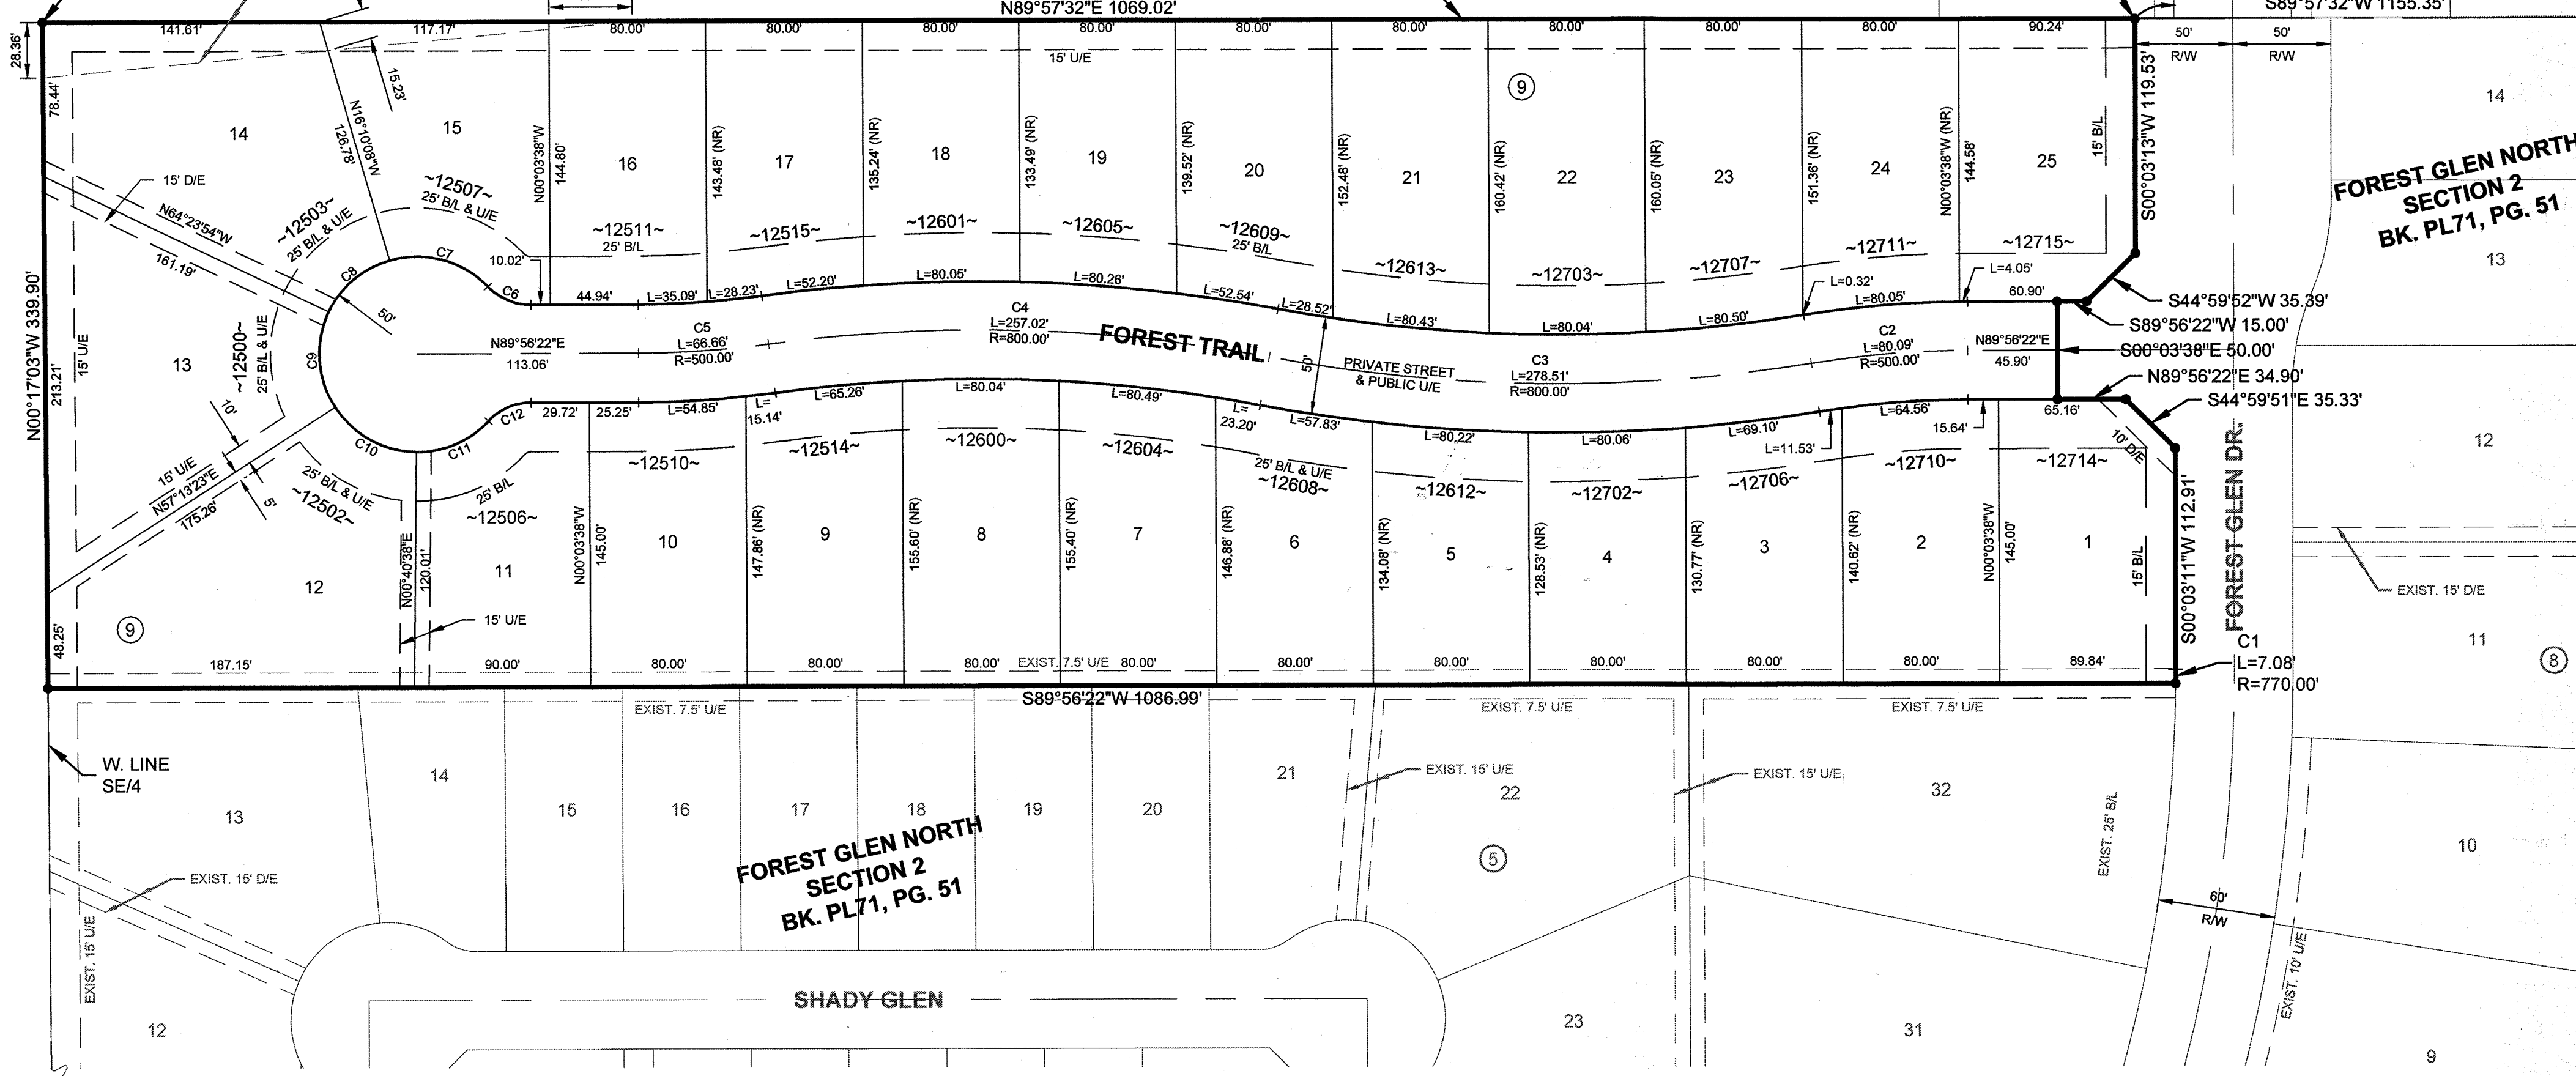 N89°57'32"E 1069.02'
S89°57'32"W 1155.35'
28.36'
141.61'
117.17'
80.00'
80.00'
80.00'
80.00'
80.00'
80.00'
80.00'
80.00'
80.00'
90.24'
50'
R/W
50'
R/W
15' U/E
9
78.44'
15.23'
N16°10'08"W
126.78'
14
15
16
17
18
19
20
21
22
23
24
25
N00°03'38"W
144.80'
143.48' (NR)
135.24' (NR)
133.49' (NR)
139.52' (NR)
152.48' (NR)
160.42' (NR)
160.05' (NR)
151.36' (NR)
N00°03'38"W
144.58'
15' B/L
S00°03'13"W 119.53'
14
FOREST GLEN NORTH
SECTION 2
BK. PL71, PG. 51
13
15' D/E
N64°23'54"W
161.19'
~12503~
25' B/L & U/E
~12507~
25' B/L & U/E
~12511~
25' B/L
~12515~
~12601~
~12605~
~12609~
25' B/L
~12613~
~12703~
~12707~
~12711~
~12715~
10.02'
C6
C7
C8
C9
C10
C11
C12
50'
44.94'
L=35.09'
L=28.23'
L=52.20'
L=80.05'
L=80.26'
L=52.54'
L=28.52'
L=80.43'
L=80.04'
L=80.50'
L=0.32'
L=80.05'
L=4.05'
60.90'
S44°59'52"W 35.39'
S89°56'22"W 15.00'
S00°03'38"E 50.00'
N89°56'22"E 34.90'
S44°59'51"E 35.33'
N89°56'22"E
113.06'
C5
L=66.66'
R=500.00'
C4
L=257.02'
R=800.00'
FOREST TRAIL
50'
PRIVATE STREET
& PUBLIC U/E
C3
L=278.51'
R=800.00'
C2
L=80.09'
R=500.00'
N89°56'22"E
45.90'
N00°17'03"W 339.90'
213.21'
15' U/E
13
~12500~
25' B/L & U/E
10'
15' U/E
N57°13'23"E
175.26'
5'
25' B/L & U/E
~12502~
29.72'
25.25'
L=54.85'
L=
15.14'
L=65.26'
L=80.04'
L=80.49'
L=
23.20'
L=57.83'
L=80.22'
L=80.06'
L=69.10'
L=11.53'
L=64.56'
15.64'
65.16'
10' D/E
25' B/L
~12506~
~12510~
~12514~
~12600~
~12604~
25' B/L & U/E
~12608~
~12612~
~12702~
~12706~
~12710~
~12714~
12
N00°40'38"E
120.01'
11
N00°03'38"W
145.00'
10
147.86' (NR)
9
155.60' (NR)
8
155.40' (NR)
7
146.88' (NR)
6
134.08' (NR)
5
128.53' (NR)
4
130.77' (NR)
3
140.62' (NR)
2
N00°03'38"W
145.00'
1
15' B/L
S00°03'11"W 112.91'
FOREST GLEN DR.
12
EXIST. 15' D/E
11
8
9
15' U/E
48.25'
187.15'
90.00'
80.00'
80.00'
80.00'
EXIST. 7.5' U/E
80.00'
80.00'
80.00'
80.00'
80.00'
80.00'
89.84'
C1
L=7.08'
R=770.00'
S89°56'22"W 1086.99'
EXIST. 7.5' U/E
EXIST. 7.5' U/E
EXIST. 7.5' U/E
W. LINE
SE/4
13
14
15
16
17
18
19
20
21
EXIST. 15' U/E
22
EXIST. 15' U/E
32
EXIST. 25' B/L
10
FOREST GLEN NORTH
SECTION 2
BK. PL71, PG. 51
5
EXIST. 15' D/E
EXIST. 15' U/E
60'
R/W
EXIST. 10' U/E
SHADY GLEN
12
23
31
9